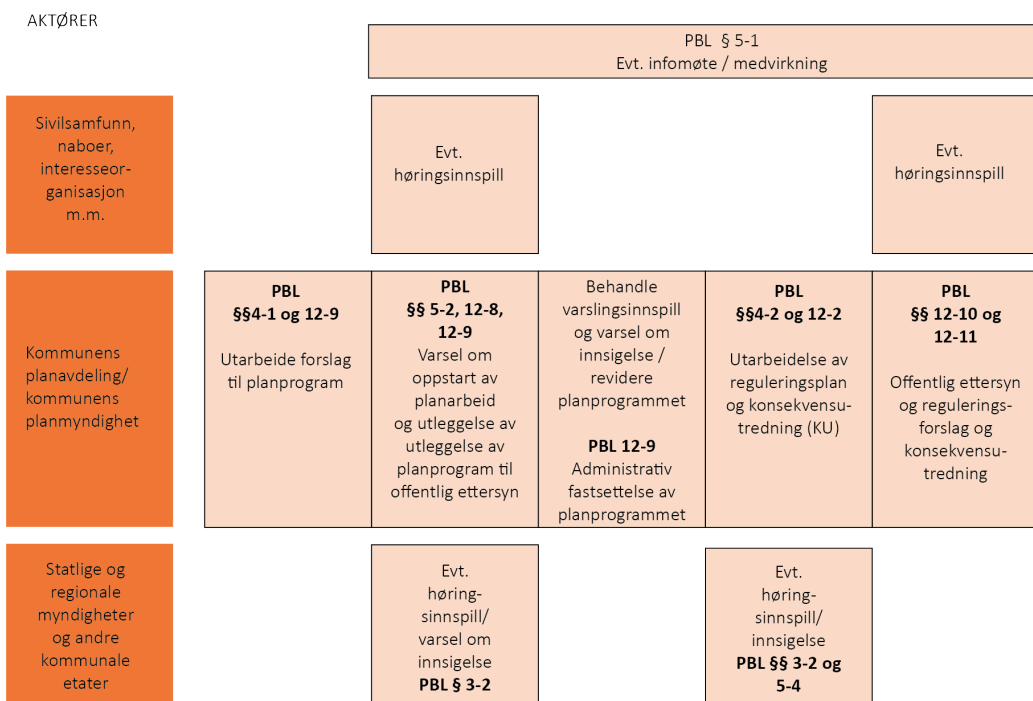 AKTØRER
PBL § 5-1
Evt. infomøte / medvirkning
Sivilsamfunn,
naboer,
interesseor-
ganisasjon
m.m.
Evt.
høringsinnspill
Evt.
høringsinnspill
Kommunens
planavdeling/
kommunens
planmyndighet
PBL
§§4-1 og 12-9
Utarbeide forslag
til planprogram
PBL
§§ 5-2, 12-8,
12-9
Varsel om
oppstart av
planarbeid
og utleggelse av
utleggelse av
planprogram til
offentlig ettersyn
Behandle
varslingsinnspill
og varsel om
innsigelse /
revidere
planprogrammet
PBL 12-9
Administrativ
fastsettelse av
planprogrammet
PBL
§§4-2 og 12-2
Utarbeidelse av
reguleringsplan
og konsekvensu-
tredning (KU)
PBL
§§ 12-10 og
12-11
Offentlig ettersyn
og regulerings-
forslag og
konsekvensu-
tredning
Statlige og
regionale
myndigheter
og andre
kommunale
etater
Evt.
høring-
sinnspill/
varsel om
innsigelse
PBL § 3-2
Evt.
høring-
sinnspill/
innsigelse
PBL §§ 3-2 og
5-4